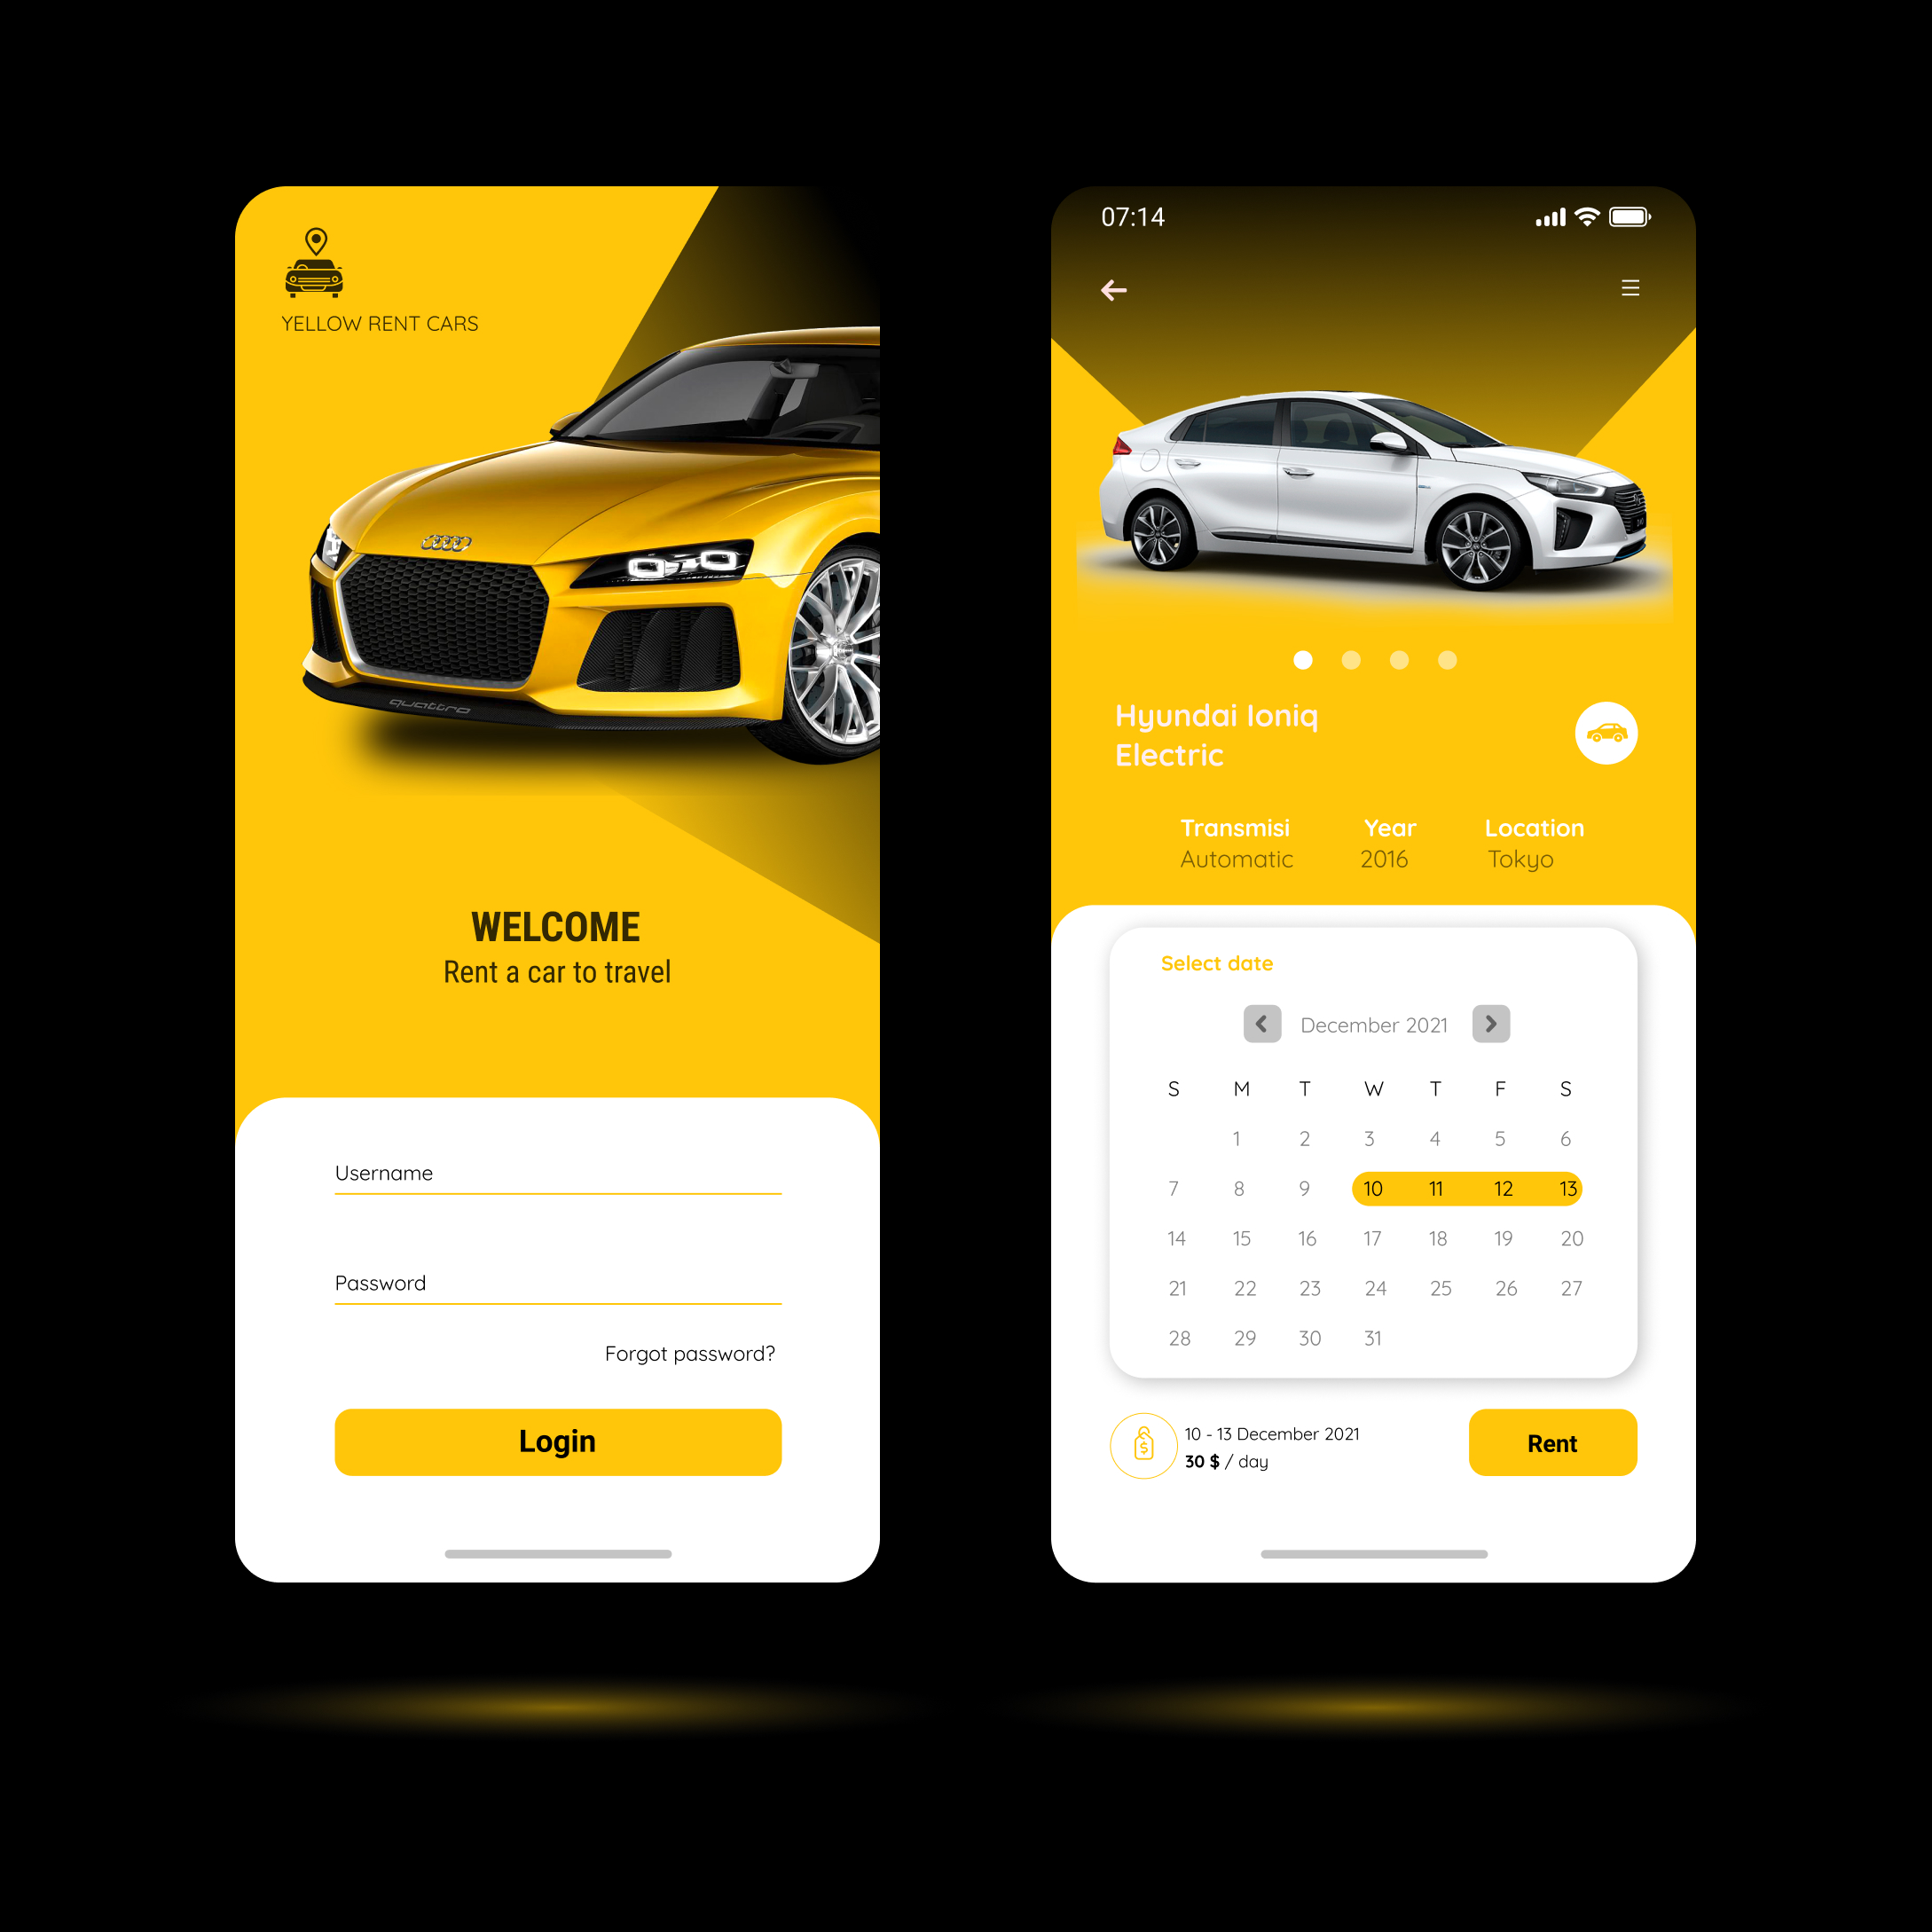 YELLOW RENT CARS
quattro
WELCOME
Rent a car to travel
Username
Password
Forgot password?
Login
07:14
Hyundai Ioniq
Electric
Transmisi Year Location
Automatic 2016 Tokyo
Select date
December 2021
S M T W T F S
1 2 3 4 5 6
7 8 9 10 11 12 13
14 15 16 17 18 19 20
21 22 23 24 25 26 27
28 29 30 31
$
10 - 13 December 2021
30 $ / day
Rent